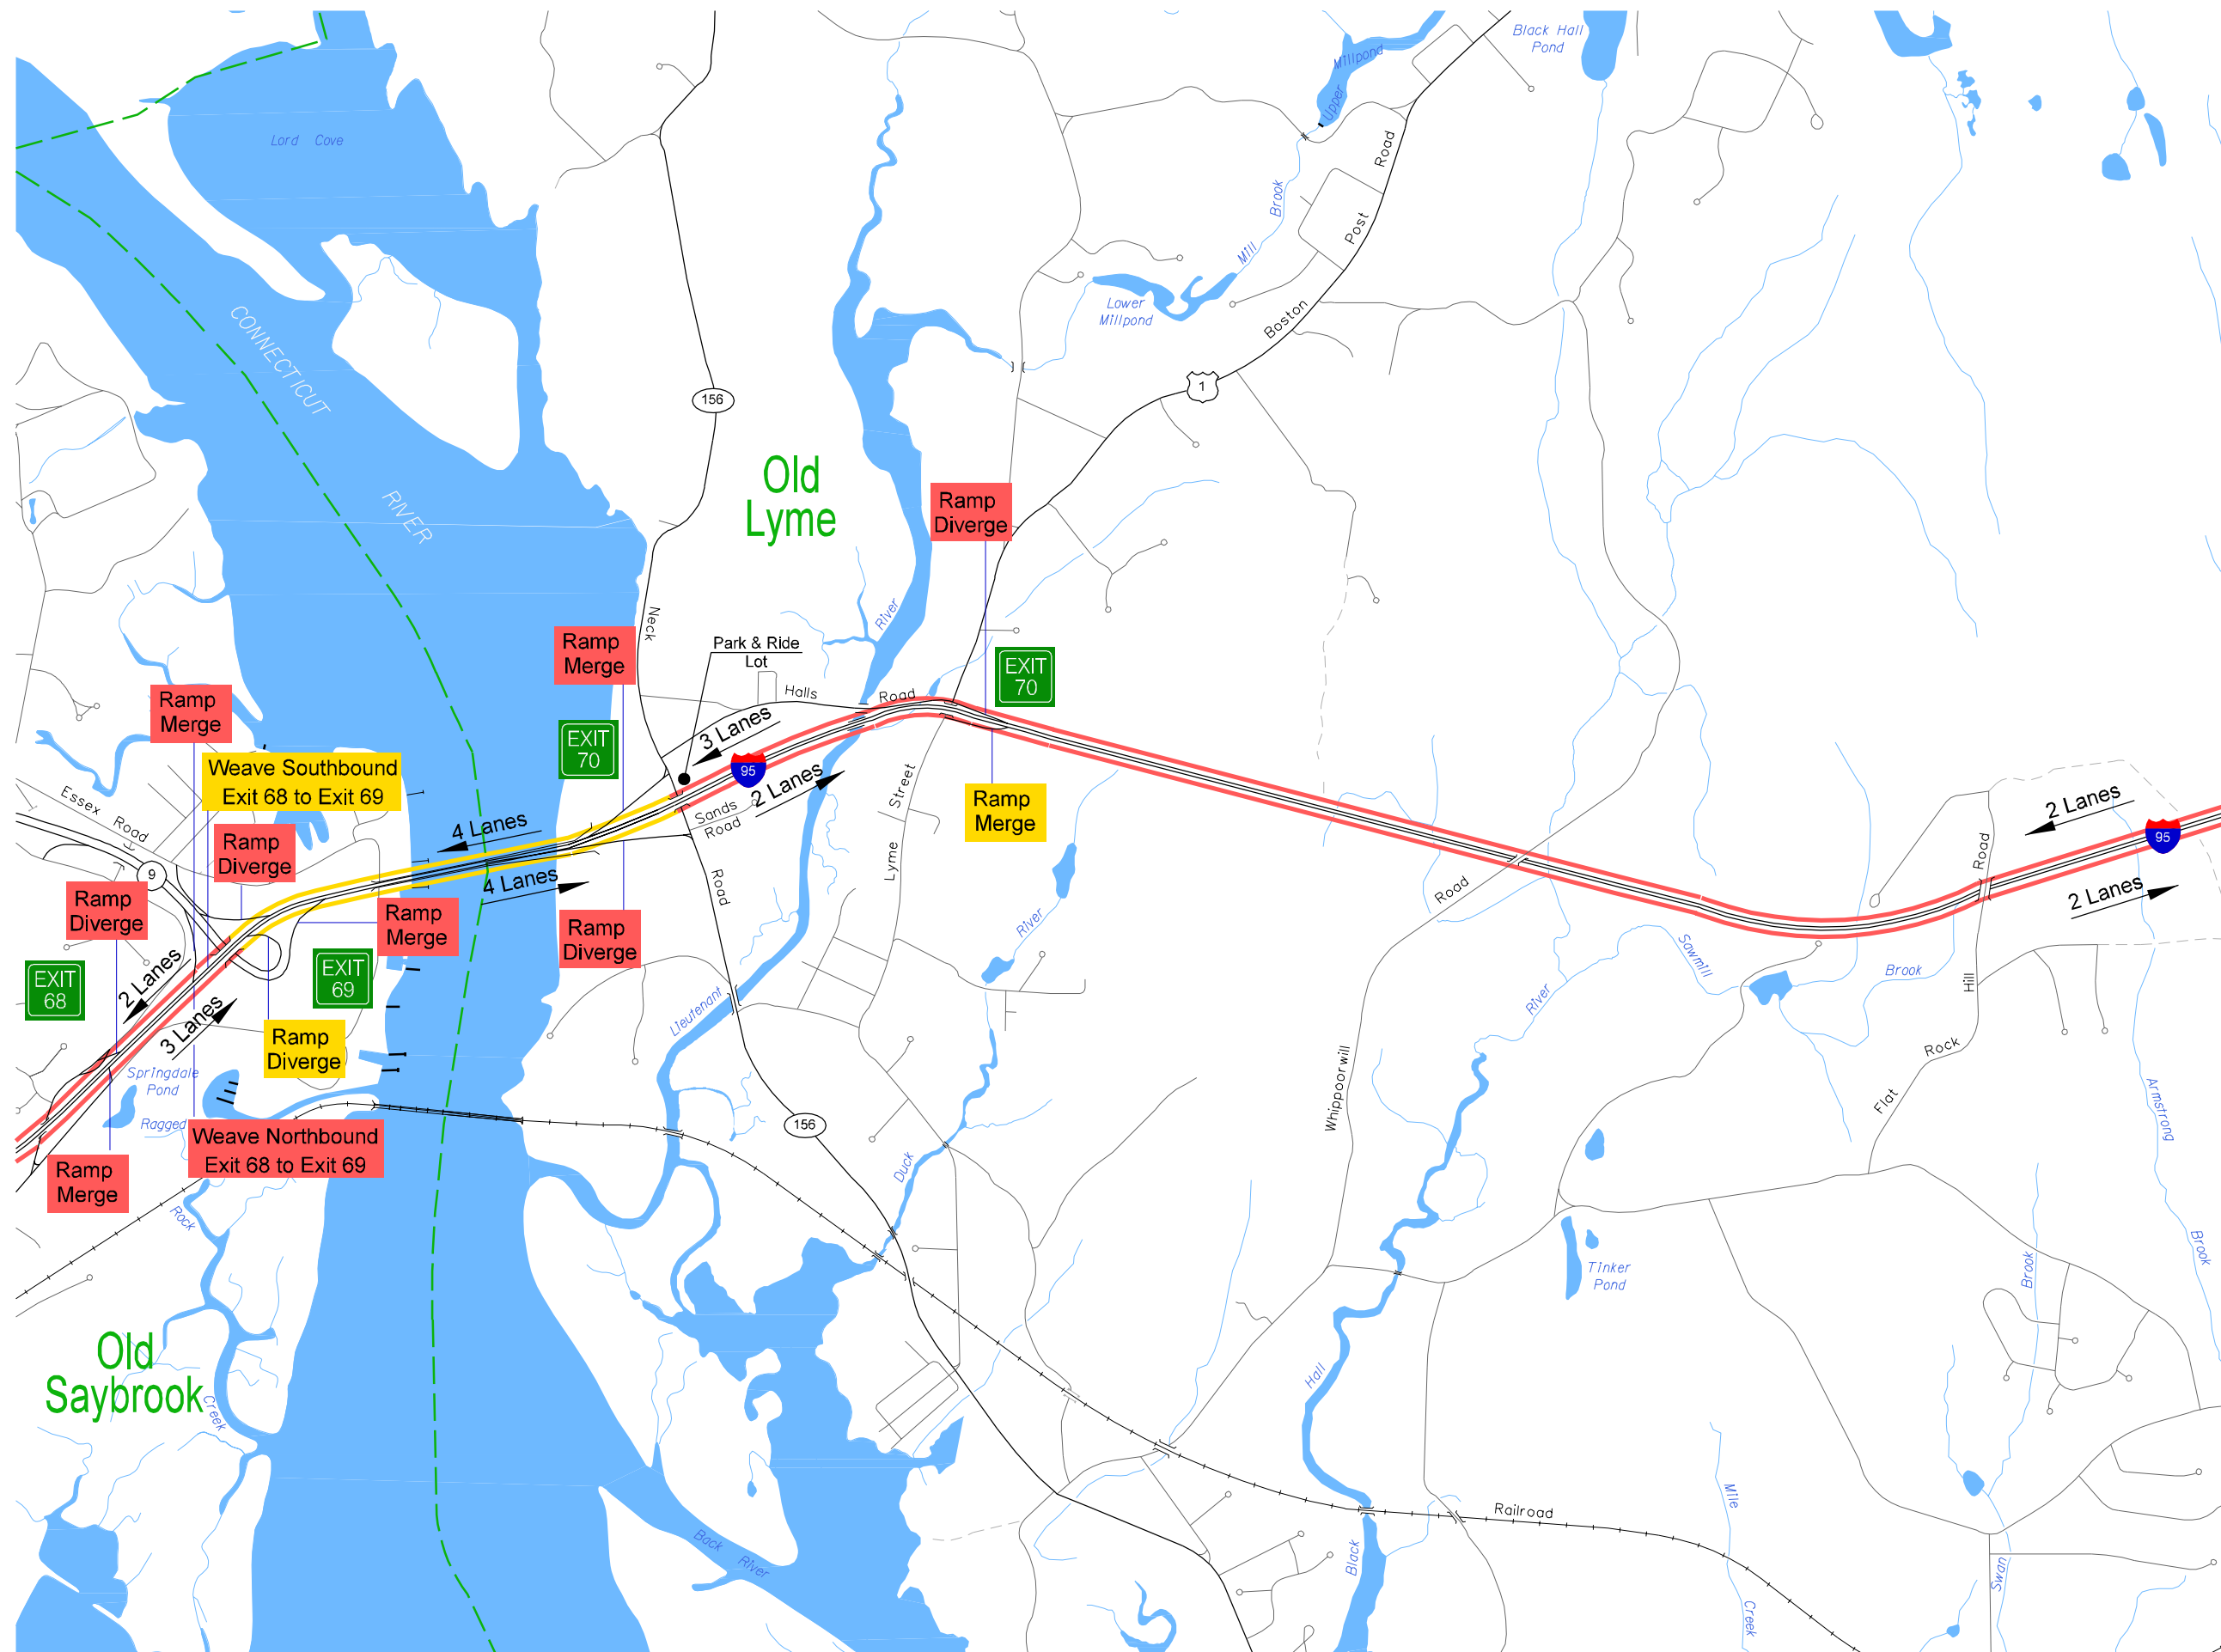 Black Hall
Pond
Upper
Millpond
Lord Cove
Road
Post
Boston
Brook
Mill
Lower
Millpond
CONNECTICUT
RIVER
156
1
Old
Lyme
Ramp
Diverge
River
Neck
Ramp
Merge
Park & Ride
Lot
Halls
Road
EXIT
70
Ramp
Merge
EXIT
70
3 Lanes
95
2 Lanes
Weave Southbound
Exit 68 to Exit 69
Essex
Road
Sands
Road
Street
Lyme
Ramp
Merge
4 Lanes
4 Lanes
2 Lanes
95
2 Lanes
Road
Ramp
Diverge
9
Ramp
Diverge
Ramp
Merge
Ramp
Diverge
Road
River
Road
Sawmill
Brook
Hill
Rock
Flat
EXIT
68
EXIT
69
2 Lanes
3 Lanes
Ramp
Diverge
Lieutenant
River
Whipporwill
Springdale
Pond
Ragged
Rock
Creek
Weave Northbound
Exit 68 to Exit 69
Ramp
Merge
156
Duck
Armstrong
Brook
Brook
Tinker
Pond
Hall
Old
Saybrook
Back
River
Black
Railroad
Mile
Creek
Swan